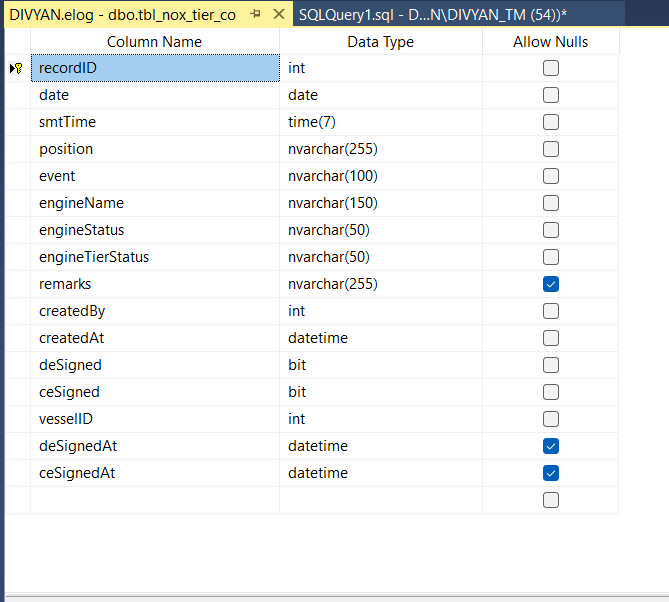 DIVYAN.elog - dbo.tbl_nox_tier_co SQLQuery1.sql - D...N\DIVYAN_TM (54))*
Column Name Data Type Allow Nulls
recordID int
date date
smtTime time(7)
position nvarchar(255)
event nvarchar(100)
engineName nvarchar(150)
engineStatus nvarchar(50)
engineTierStatus nvarchar(50)
remarks nvarchar(255)
createdBy int
createdAt datetime
deSigned bit
ceSigned bit
vesselID int
deSignedAt datetime
ceSignedAt datetime